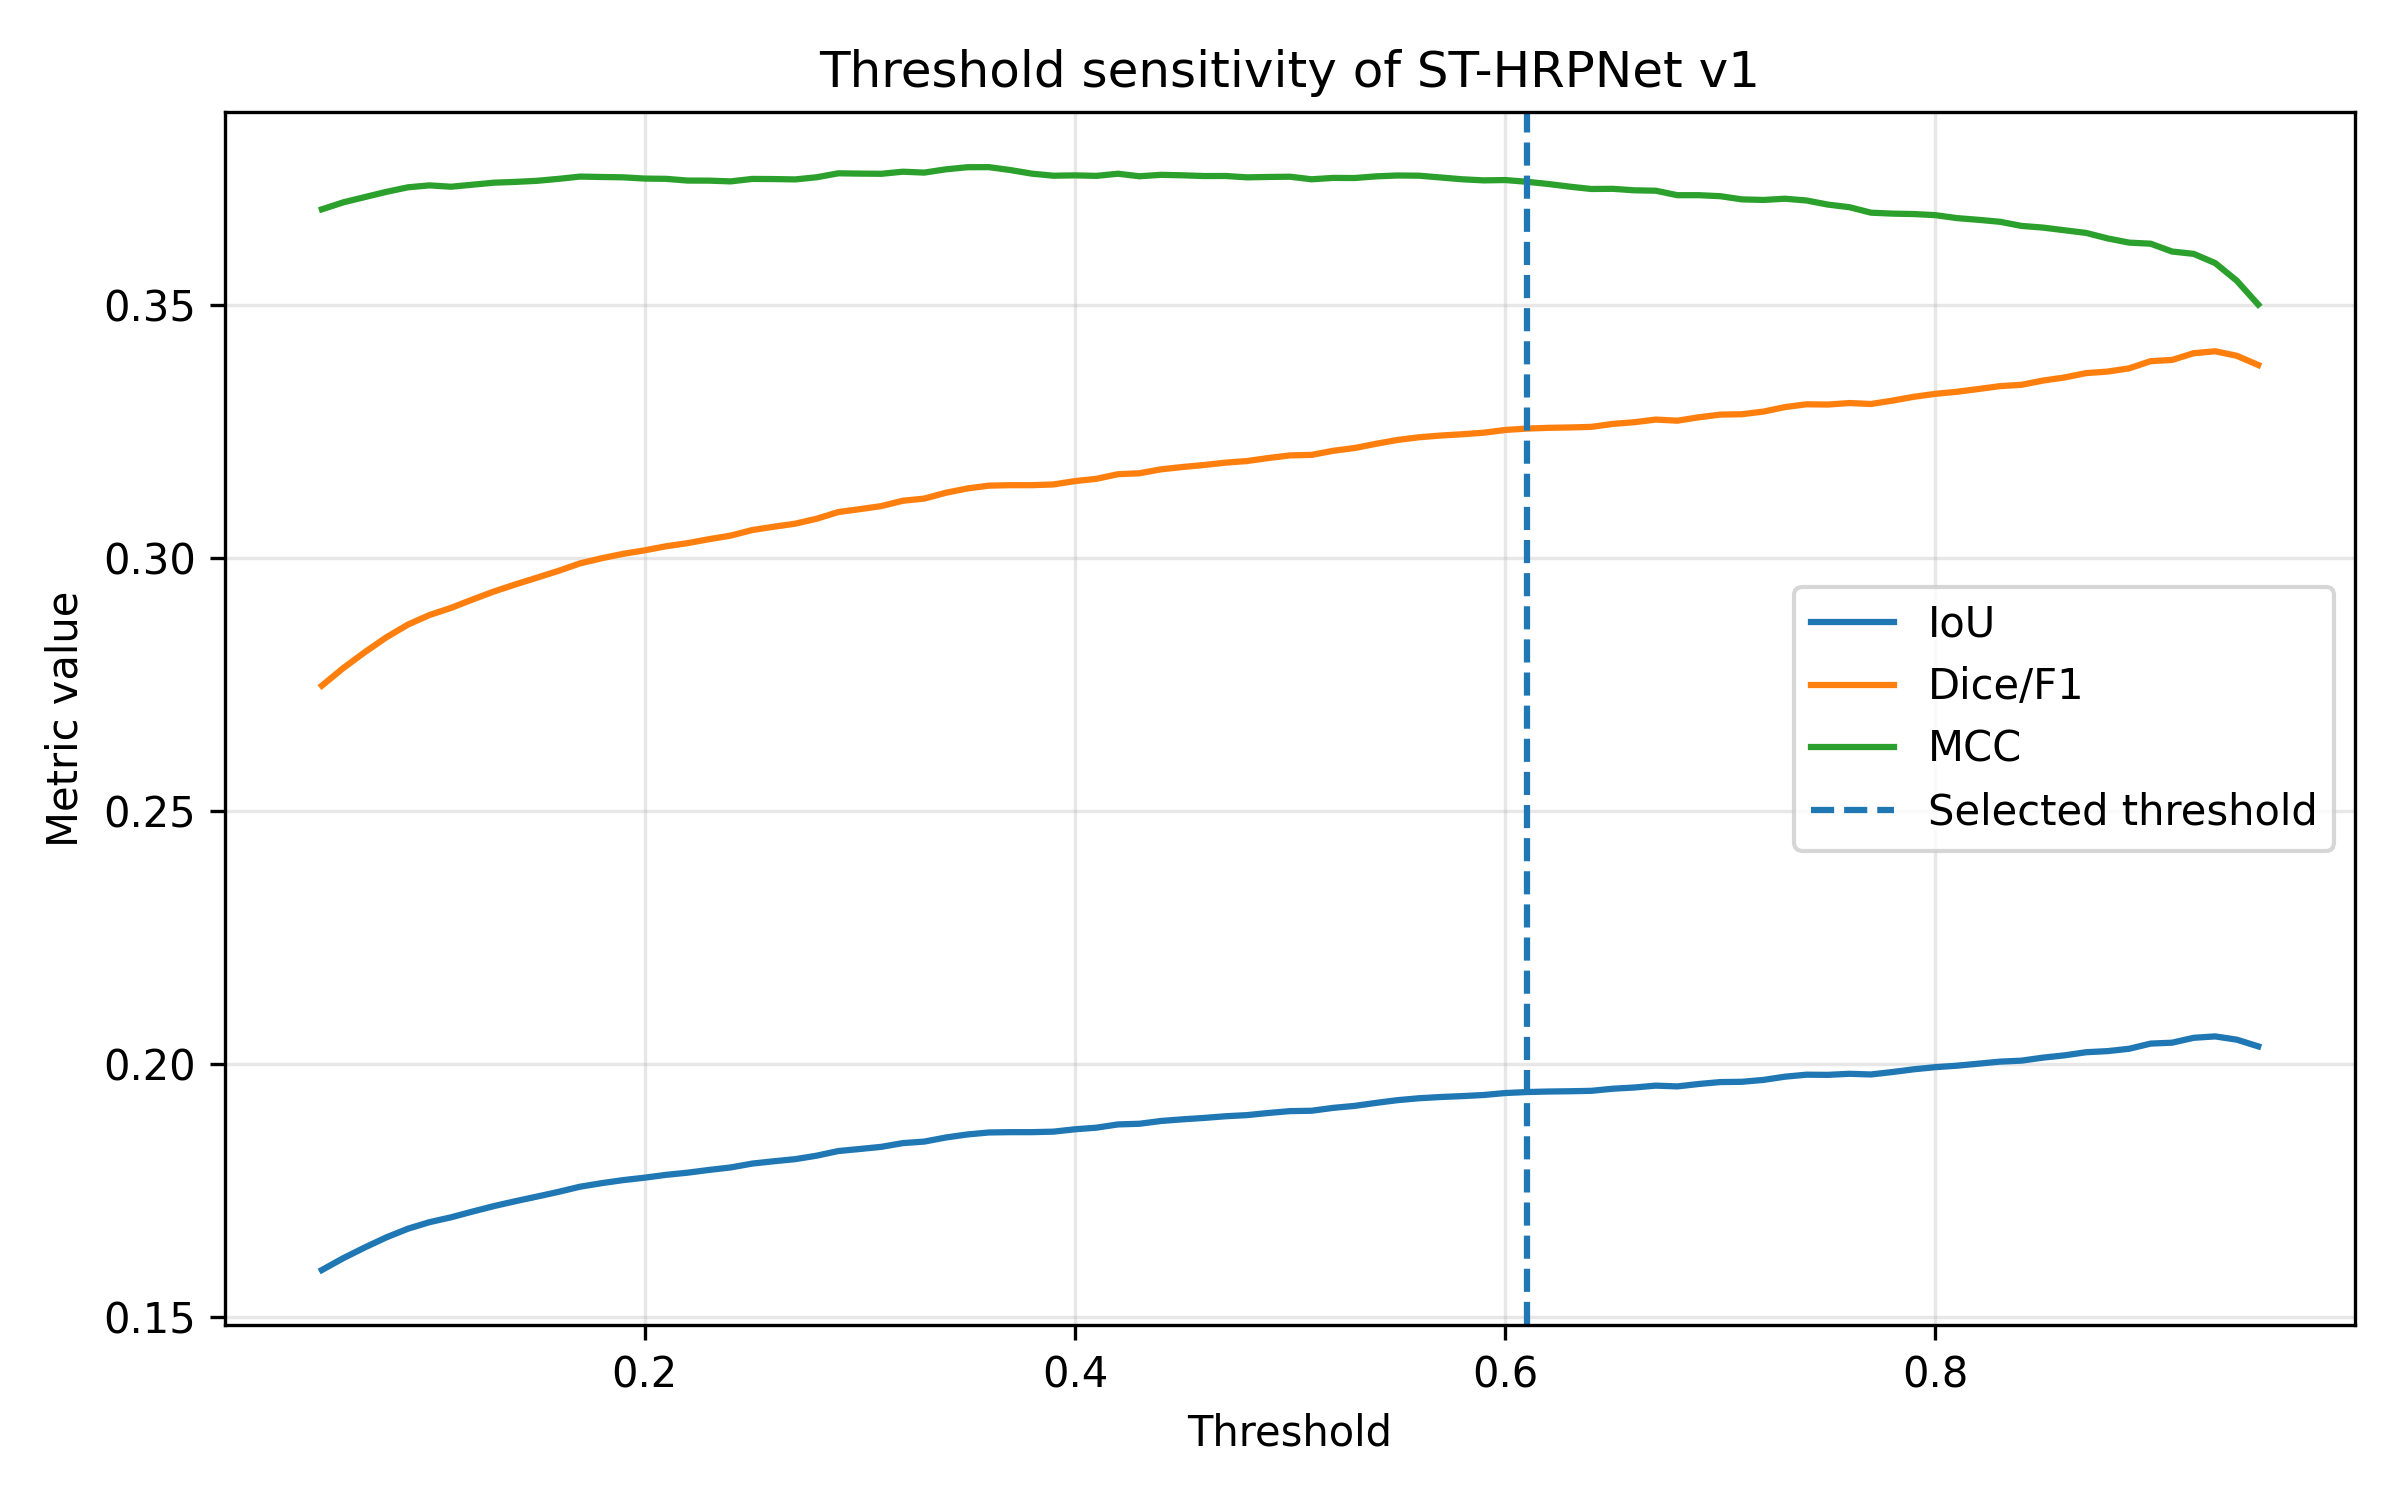 Threshold sensitivity of ST-HRPNet v1
Metric value
0.35
0.30
0.25
0.20
0.15
IoU
Dice/F1
MCC
Selected threshold
0.2 0.4 0.6 0.8
Threshold